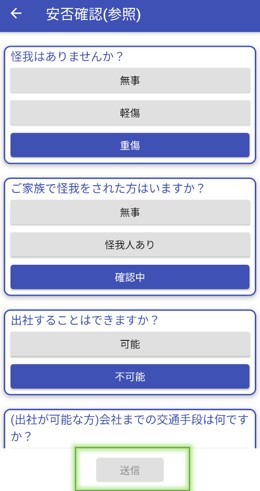 安否確認(参照)
怪我はありませんか？
無事
軽傷
重傷
ご家族で怪我をされた方はいますか？
無事
怪我人あり
確認中
出社することはできますか？
可能
不可能
(出社が可能な方)会社までの交通手段は何です
か？
送信